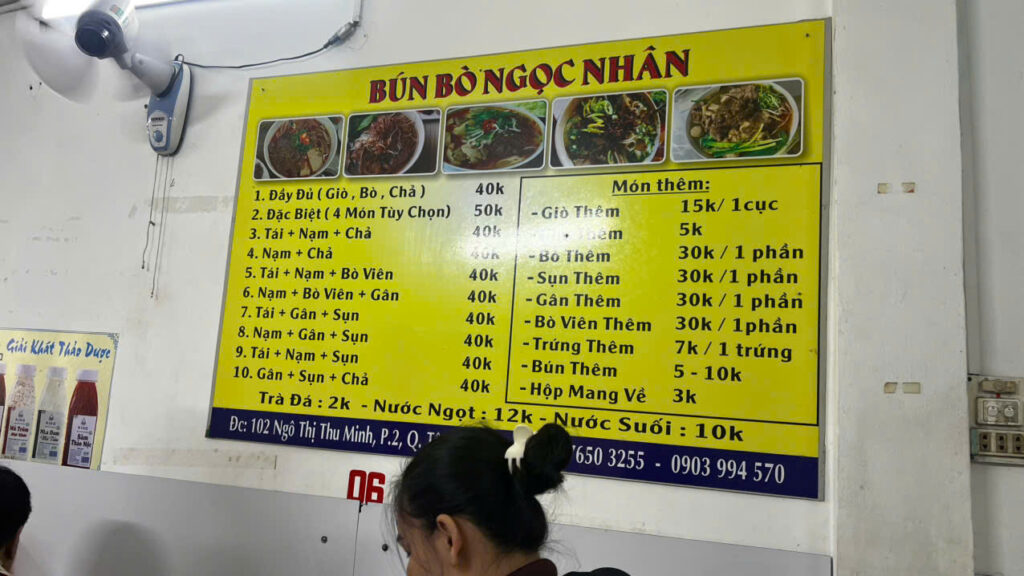 BÚN BÒ NGỌC NHÂN
1. Đầy Đủ ( Giò , Bò , Chả ) 40k
2. Đặc Biệt ( 4 Món Tùy Chọn) 50k
3. Tái + Nạm + Chả 40k
4. Nạm + Chả 40k
5. Tái + Nạm + Bò Viên 40k
6. Nạm + Bò Viên + Gân 40k
7. Tái + Gân + Sụn 40k
8. Nạm + Gân + Sụn 40k
9. Tái + Nạm + Sụn 40k
10. Gân + Sụn + Chả 40k
Món thêm:
- Giò Thêm 15k/ 1cục
Thêm 5k
- Bò Thêm 30k / 1 phần
- Sụn Thêm 30k / 1 phần
- Gân Thêm 30k / 1 phần
- Bò Viên Thêm 30k / 1phần
- Trứng Thêm 7k / 1 trứng
- Bún Thêm 5 - 10k
- Hộp Mang Về 3k
Trà Đá : 2k - Nước Ngọt : 12k - Nước Suối : 10k
Đc: 102 Ngô Thị Thu Minh, P.2, Q. 7650 3255 - 0903 994 570
Giải Khát Thảo Dược
Sâm
Thảo Mộc
06